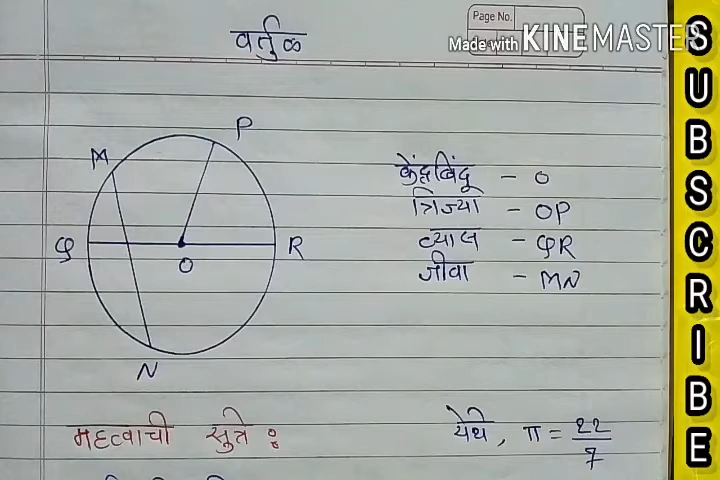 Page No.
Made with KINEMASTER
वर्तुळ
P
M
केंद्रबिंदू - O
त्रिज्या - OP
Q
R
व्यास - QR
O
जीवा - MN
N
महत्वाची सुत्रे :
येथे, π = 22/7
SUBSCRIBE